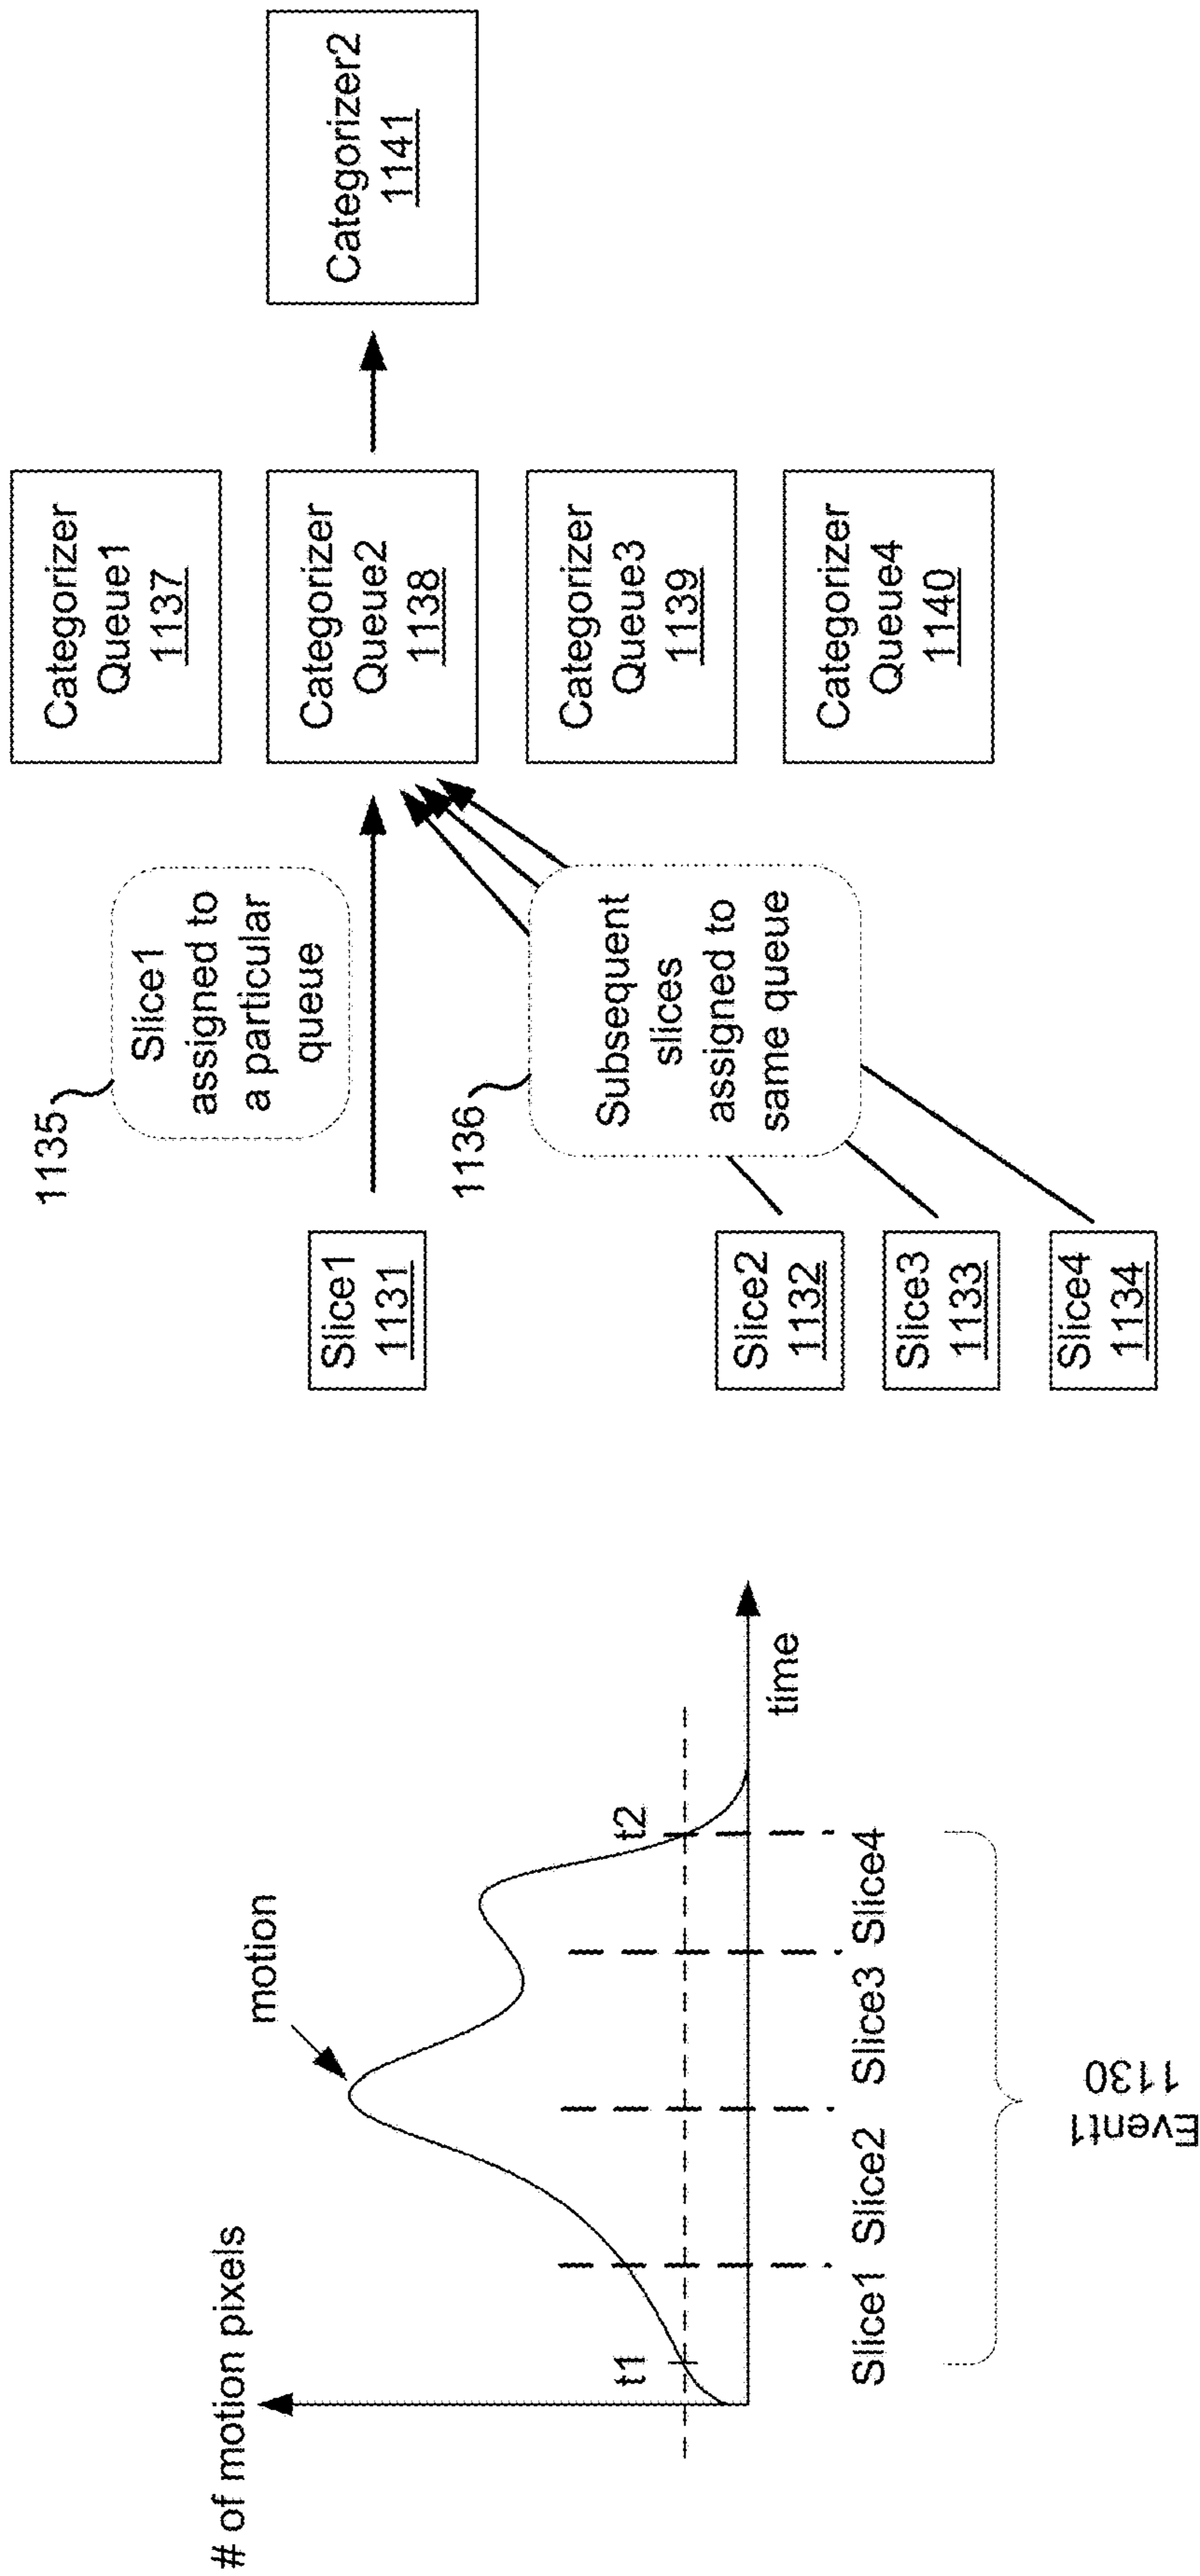 # of motion pixels
motion
t1
t2
time
Slice1
Slice2
Slice3
Slice4
Event1
1130
Slice1
1131
Slice2
1132
Slice3
1133
Slice4
1134
1135
Slice1
assigned to
a particular
queue
1136
Subsequent
slices
assigned to
same queue
Categorizer
Queue1
1137
Categorizer
Queue2
1138
Categorizer
Queue3
1139
Categorizer
Queue4
1140
Categorizer2
1141